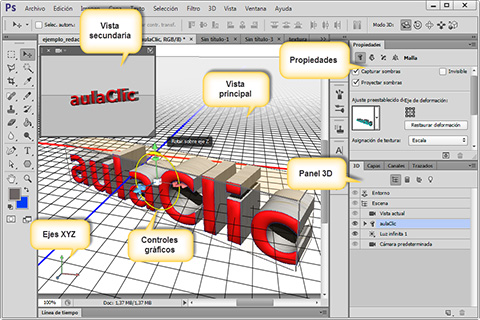 Ps
Archivo Edición Texto Selección Filtro 3D Vista Ventana Ayuda
Vista
secundaria
Selec. autom.:
Modo 3D:
aulaClic, RGB/8) *
Sin título-1
Sin título-1
textura
Propiedades
Propiedades
Malla
Capturar sombras
Invisible
Proyectar sombras
Ajuste preestablecido de
Eje de deformación:
Restaurar deformación
Asignación de textura:
Escala
aulaClic
Vista
principal
Rotar sobre eje Z
aulaClic
Panel 3D
3D
Capas
Canales
Trazados
Entorno
Escena
Vista actual
aulaClic
Luz infinita 1
Cámara predeterminada
Ejes XYZ
Controles
gráficos
100%
Doc: 1,37 MB/1,37 MB
Línea de tiempo